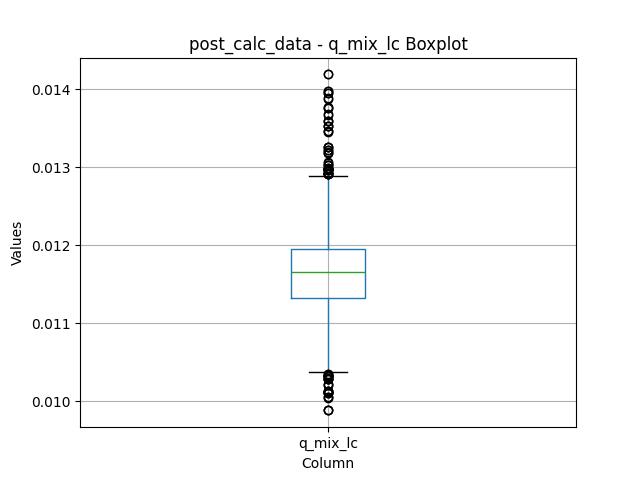 post_calc_data - q_mix_lc Boxplot
0.014
0.013
0.012
0.011
0.010
Values
q_mix_lc
Column